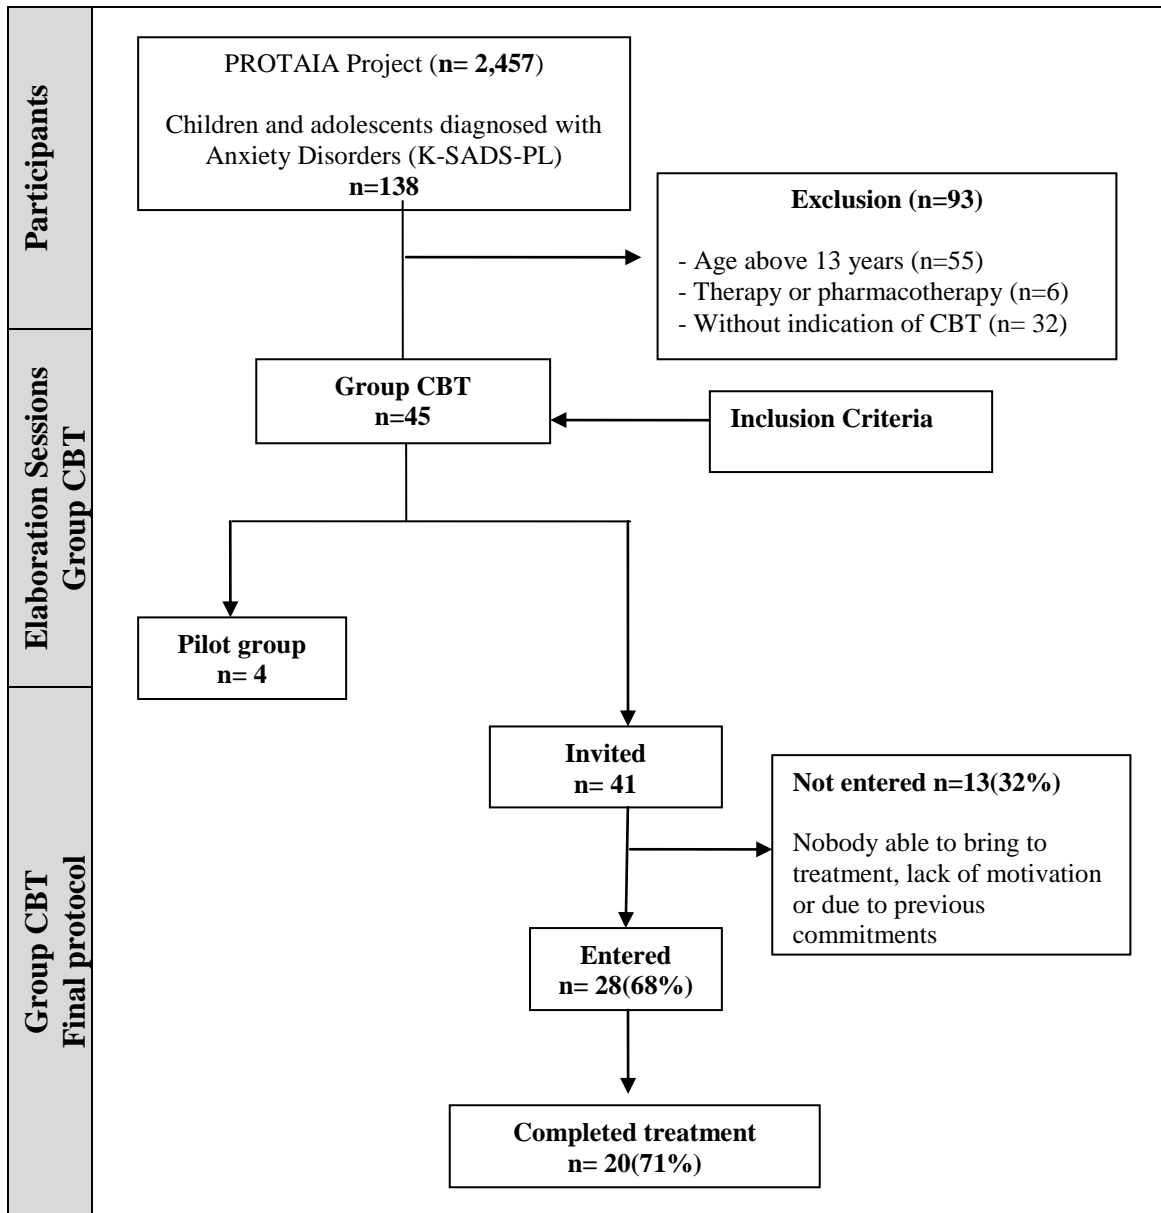 Participants
PROTAIA Project (n= 2,457)
Children and adolescents diagnosed with
Anxiety Disorders (K-SADS-PL)
n=138
Exclusion (n=93)
- Age above 13 years (n=55)
- Therapy or pharmacotherapy (n=6)
- Without indication of CBT (n= 32)
Elaboration Sessions
Group CBT
Group CBT
n=45
Inclusion Criteria
Pilot group
n= 4
Group CBT
Final protocol
Invited
n= 41
Not entered n=13(32%)
Nobody able to bring to
treatment, lack of motivation
or due to previous
commitments
Entered
n= 28(68%)
Completed treatment
n= 20(71%)